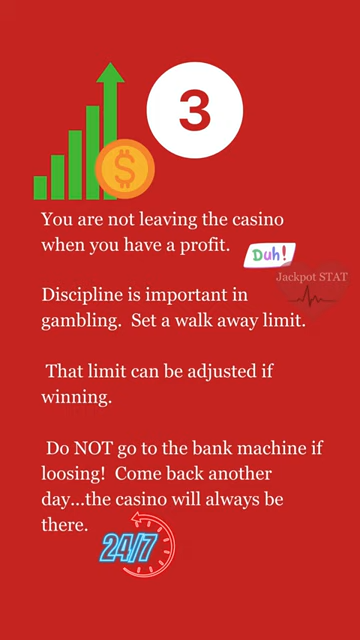 3
$
You are not leaving the casino
when you have a profit.
Duh!
Jackpot STAT
Discipline is important in
gambling.  Set a walk away limit.
That limit can be adjusted if
winning.
Do NOT go to the bank machine if
loosing!  Come back another
day...the casino will always be
there.
24/7